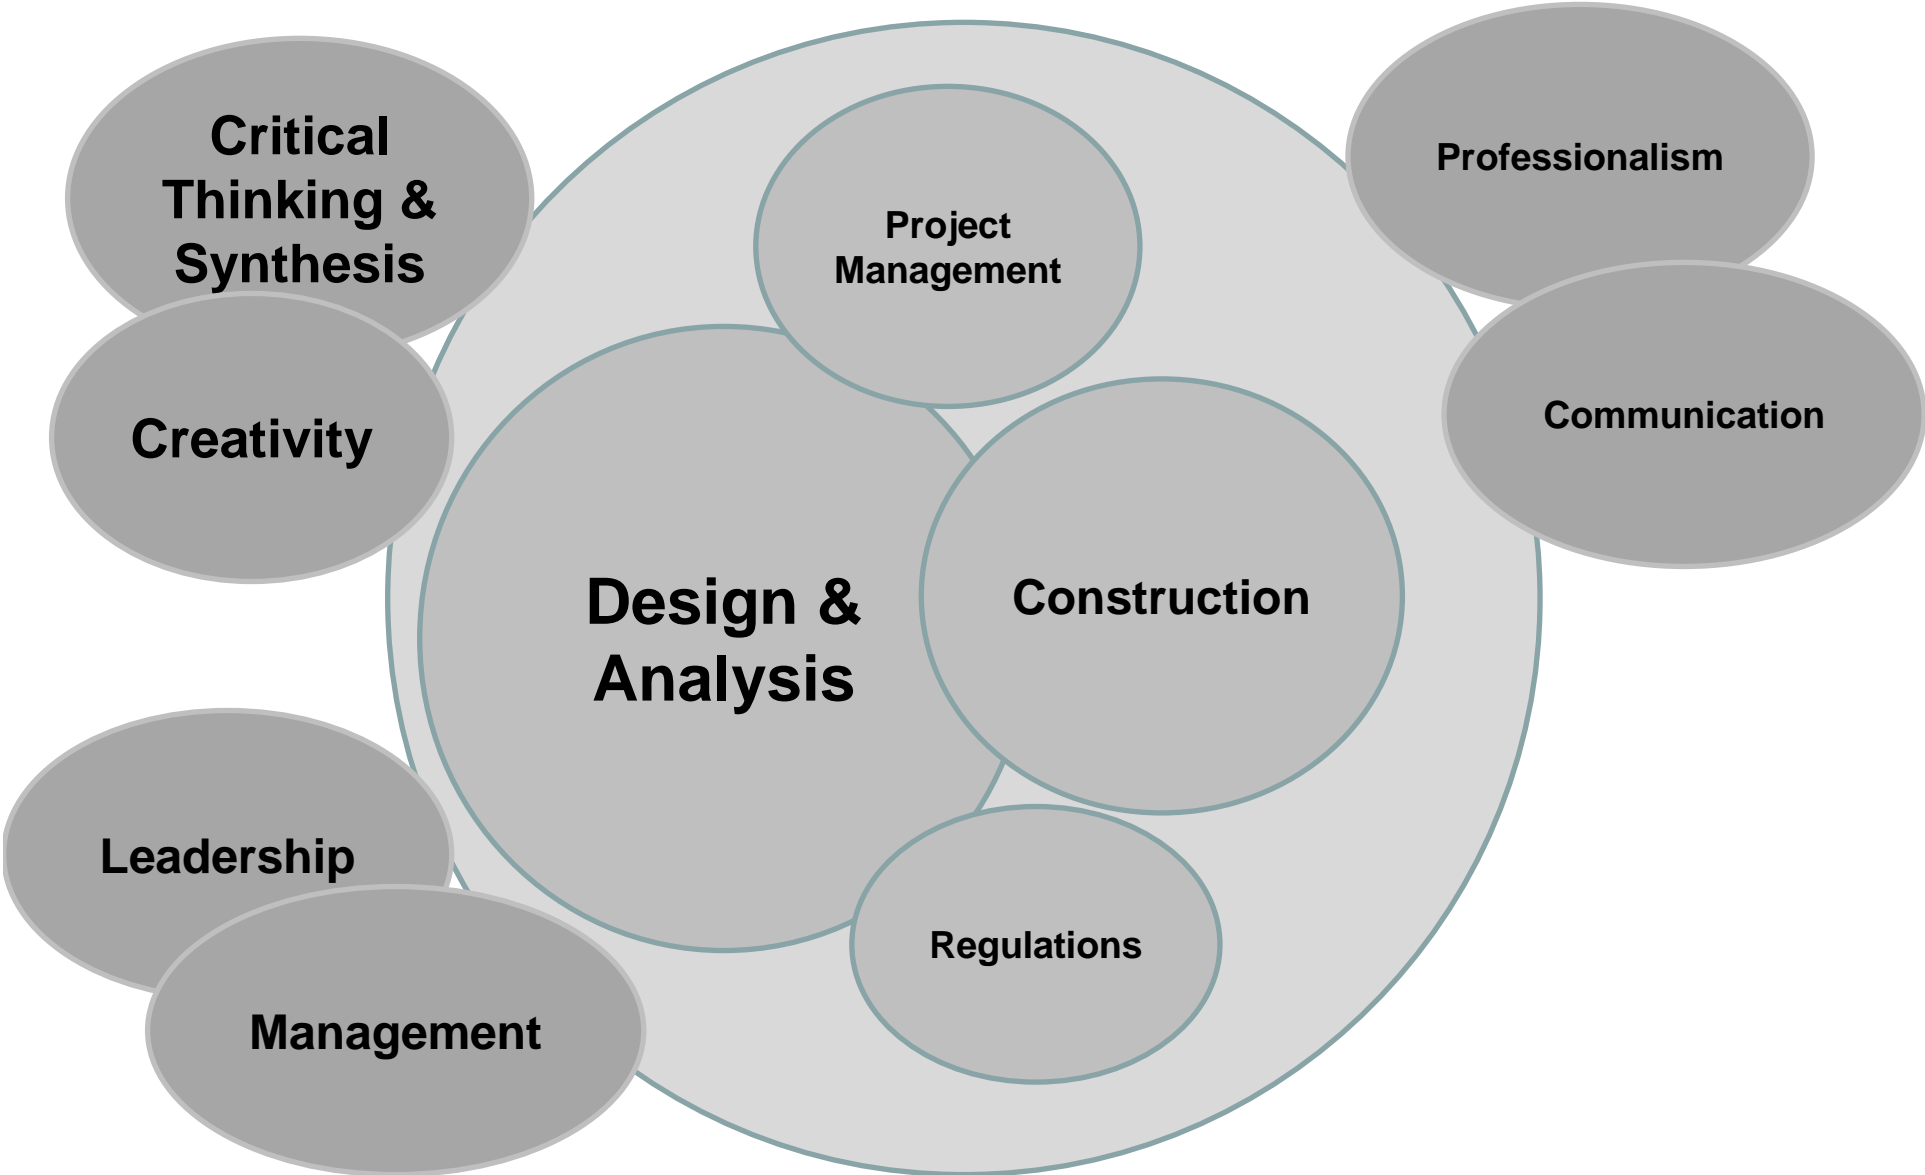 Critical
Thinking &
Synthesis
Creativity
Project
Management
Professionalism
Communication
Design &
Analysis
Construction
Leadership
Management
Regulations